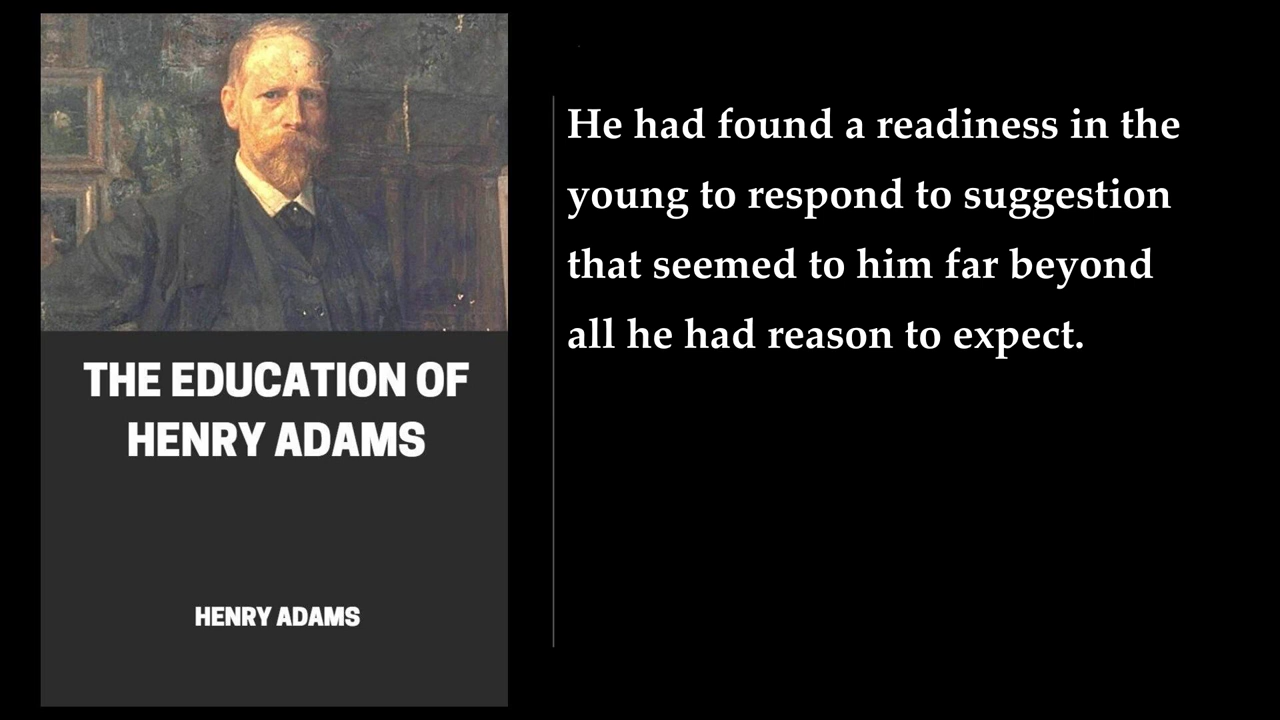 THE EDUCATION OF
HENRY ADAMS
HENRY ADAMS
He had found a readiness in the
young to respond to suggestion
that seemed to him far beyond
all he had reason to expect.